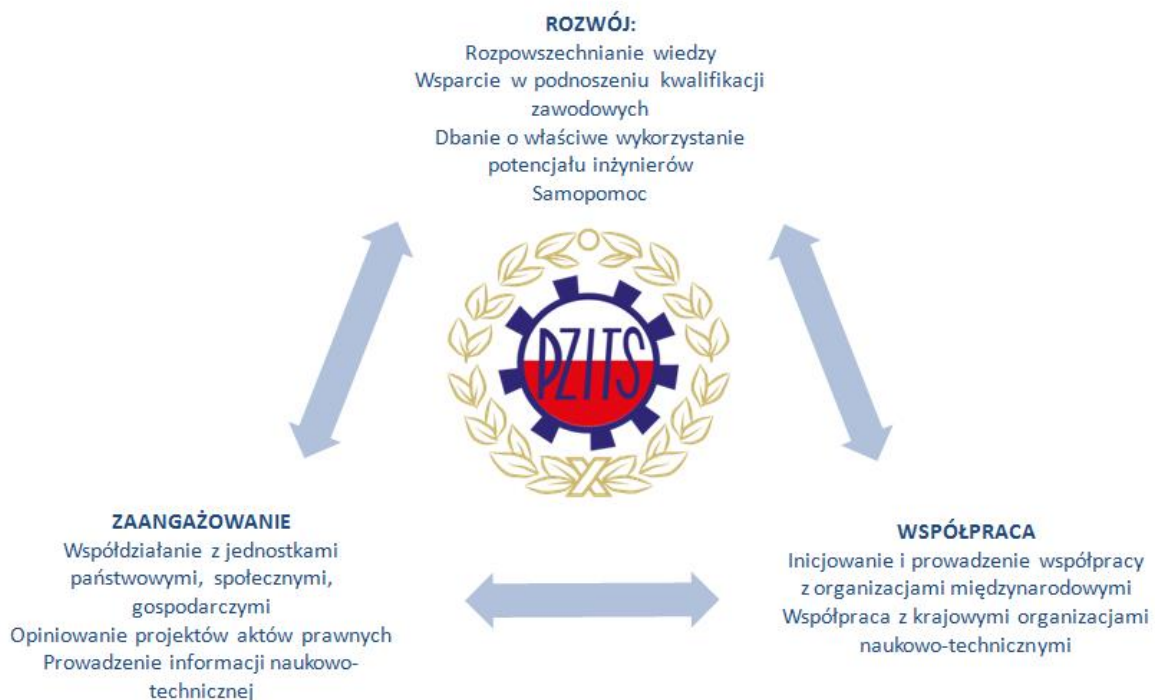 ROZWÓJ:
Rozpowszechnianie wiedzy
Wsparcie w podnoszeniu kwalifikacji
zawodowych
Dbanie o właściwe wykorzystanie
potencjału inżynierów
Samopomoc
PZITS
ZAANGAŻOWANIE
Współdziałanie z jednostkami
państwowymi, społecznymi,
gospodarczymi
Opiniowanie projektów aktów prawnych
Prowadzenie informacji naukowo-
technicznej
WSPÓŁPRACA
Inicjowanie i prowadzenie współpracy
z organizacjami międzynarodowymi
Współpraca z krajowymi organizacjami
naukowo-technicznymi